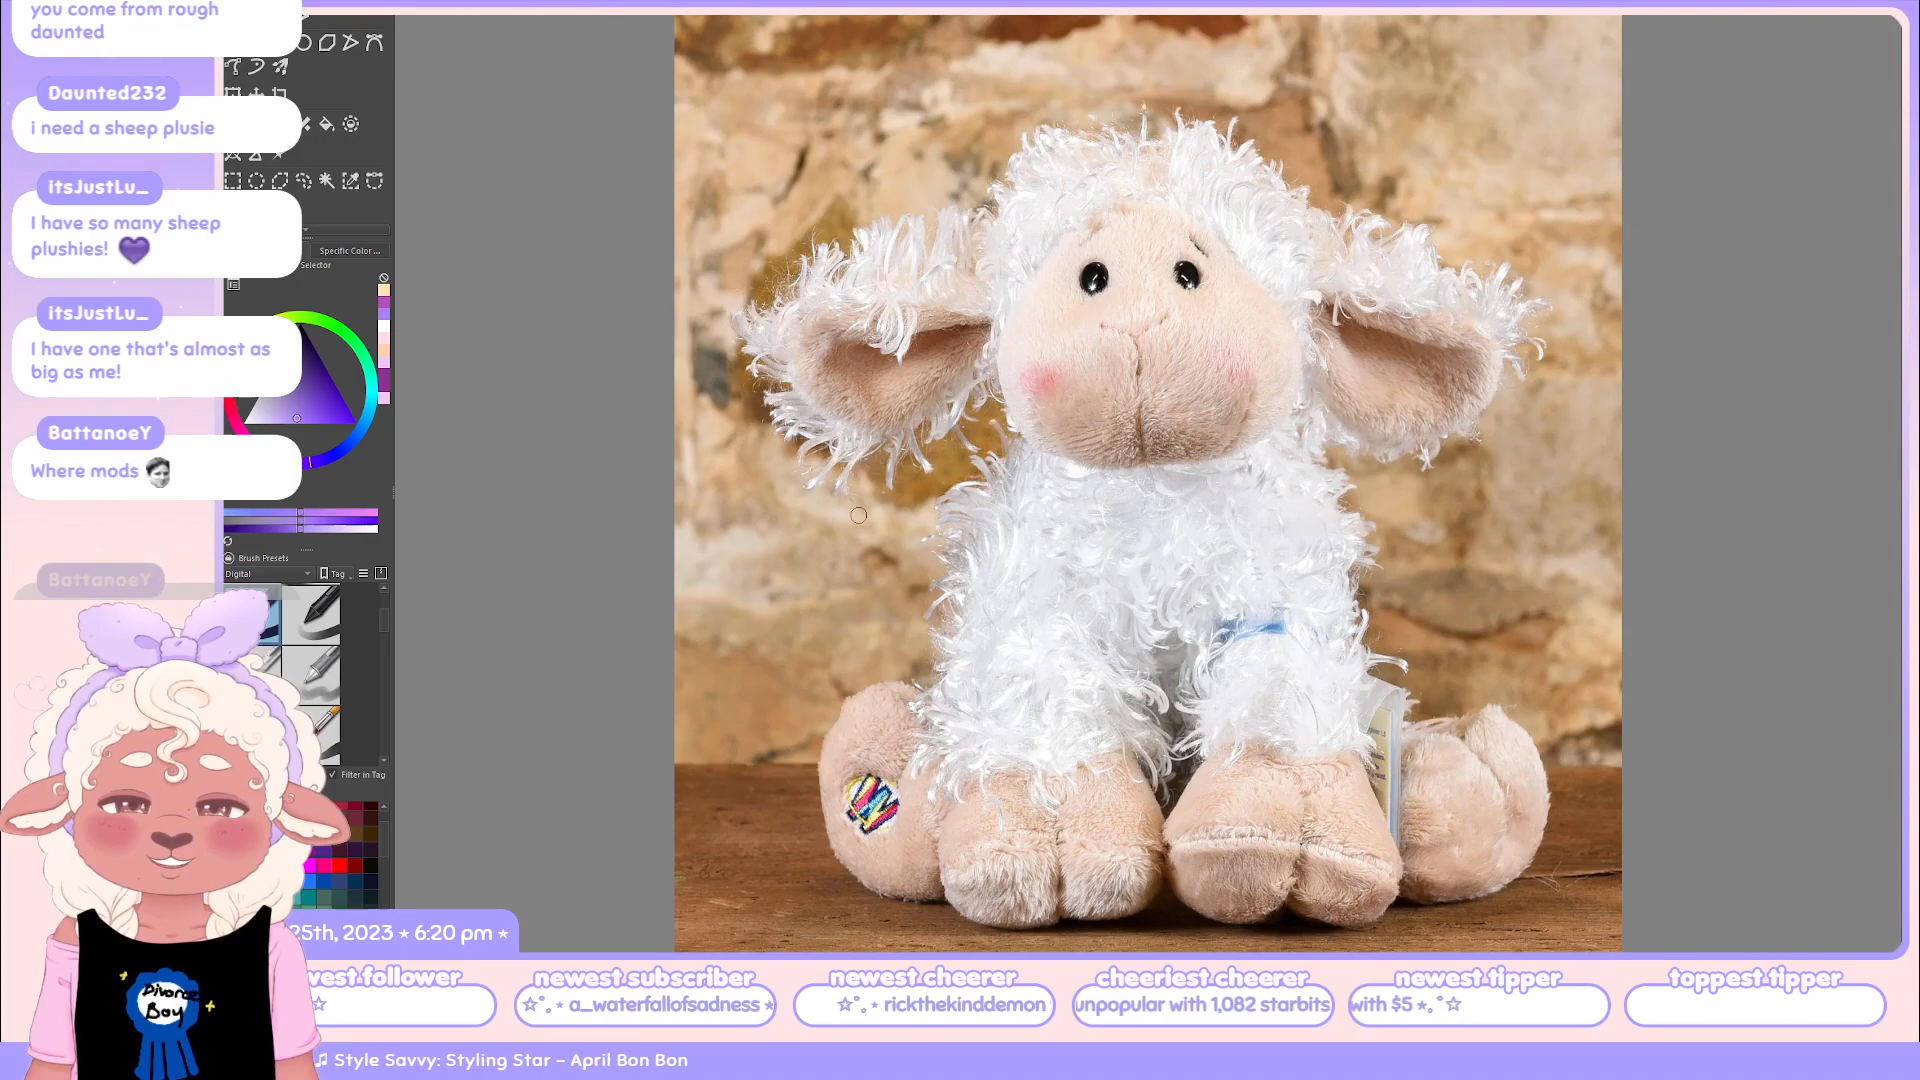 you come from rough
daunted
Daunted232
i need a sheep plusie
itsJustLu_
I have so many sheep
plushies!
itsJustLu_
I have one that's almost as
big as me!
BattanoeY
Where mods
BattanoeY
Specific Color ...
Selector
Brush Presets
Digital
Tag
Filter in Tag
Divorce
Boy
25th, 2023 ⋆ 6:20 pm ⋆
west follower
☆
newest subscriber
☆˚｡⋆ a_waterfallofsadness ⋆
newest cheerer
☆˚｡⋆ rickthekinddemon
cheeriest cheerer
unpopular with 1,082 starbits
newest tipper
with $5 ⋆｡˚☆
toppest tipper
♫ Style Savvy: Styling Star – April Bon Bon